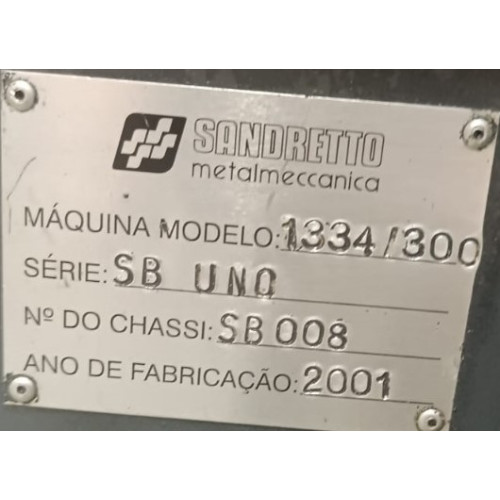 SANDRETTO
metalmeccanica
MÁQUINA MODELO: 1334/300
SÉRIE: SB UNO
Nº DO CHASSI: SB 008
ANO DE FABRICAÇÃO: 2001